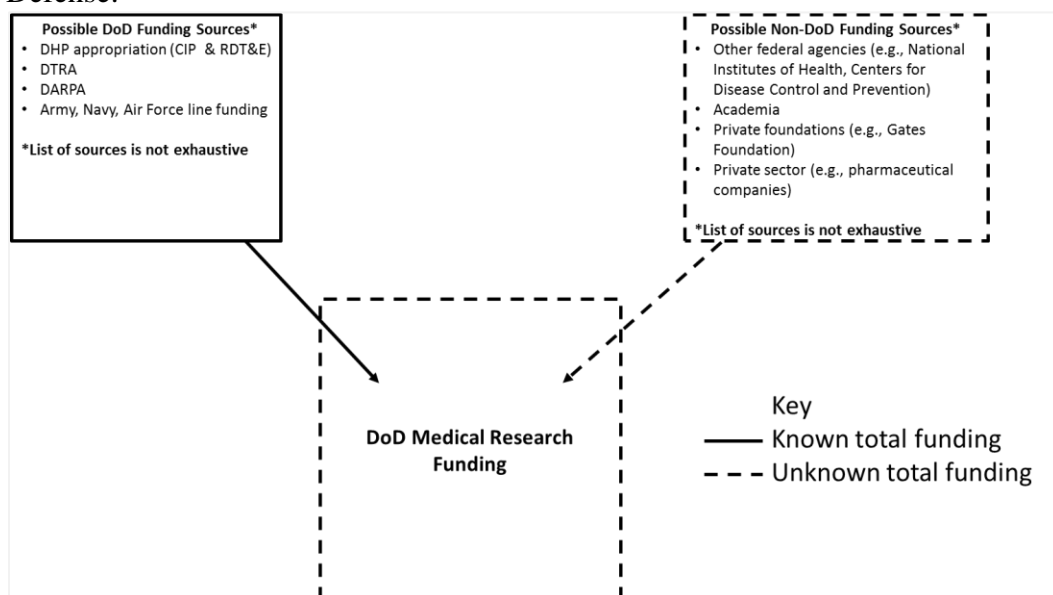 Defense.
Possible DoD Funding Sources*
• DHP appropriation (CIP & RDT&E)
• DTRA
• DARPA
• Army, Navy, Air Force line funding
*List of sources is not exhaustive
Possible Non-DoD Funding Sources*
• Other federal agencies (e.g., National
Institutes of Health, Centers for
Disease Control and Prevention)
• Academia
• Private foundations (e.g., Gates
Foundation)
• Private sector (e.g., pharmaceutical
companies)
*List of sources is not exhaustive
DoD Medical Research
Funding
Key
Known total funding
Unknown total funding